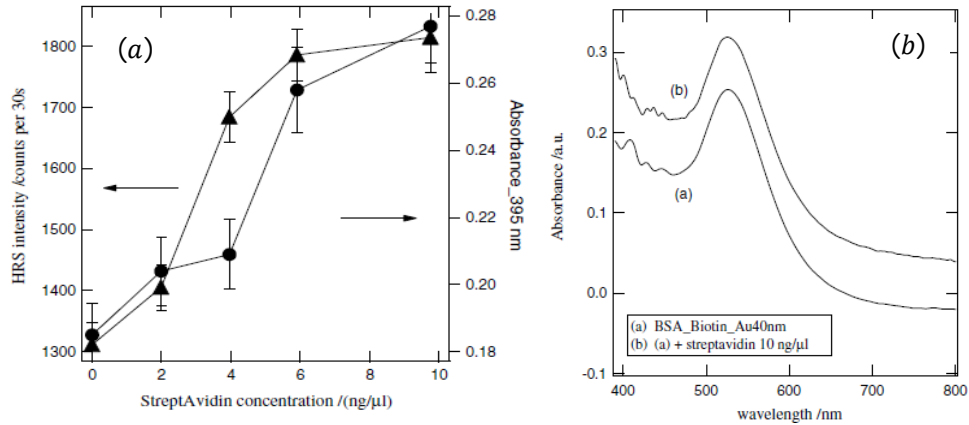 (a)
1800
1700
1600
1500
1400
1300
HRS intensity /counts per 30s
0.28
0.26
0.24
0.22
0.20
0.18
Absorbance_395 nm
0 2 4 6 8 10
StreptAvidin concentration /(ng/μl)
(b)
0.3
0.2
0.1
0.0
-0.1
Absorbance /a.u.
(b)
(a)
(a) BSA_Biotin_Au40nm
(b) (a) + streptavidin 10 ng/μl
400 500 600 700 800
wavelength /nm